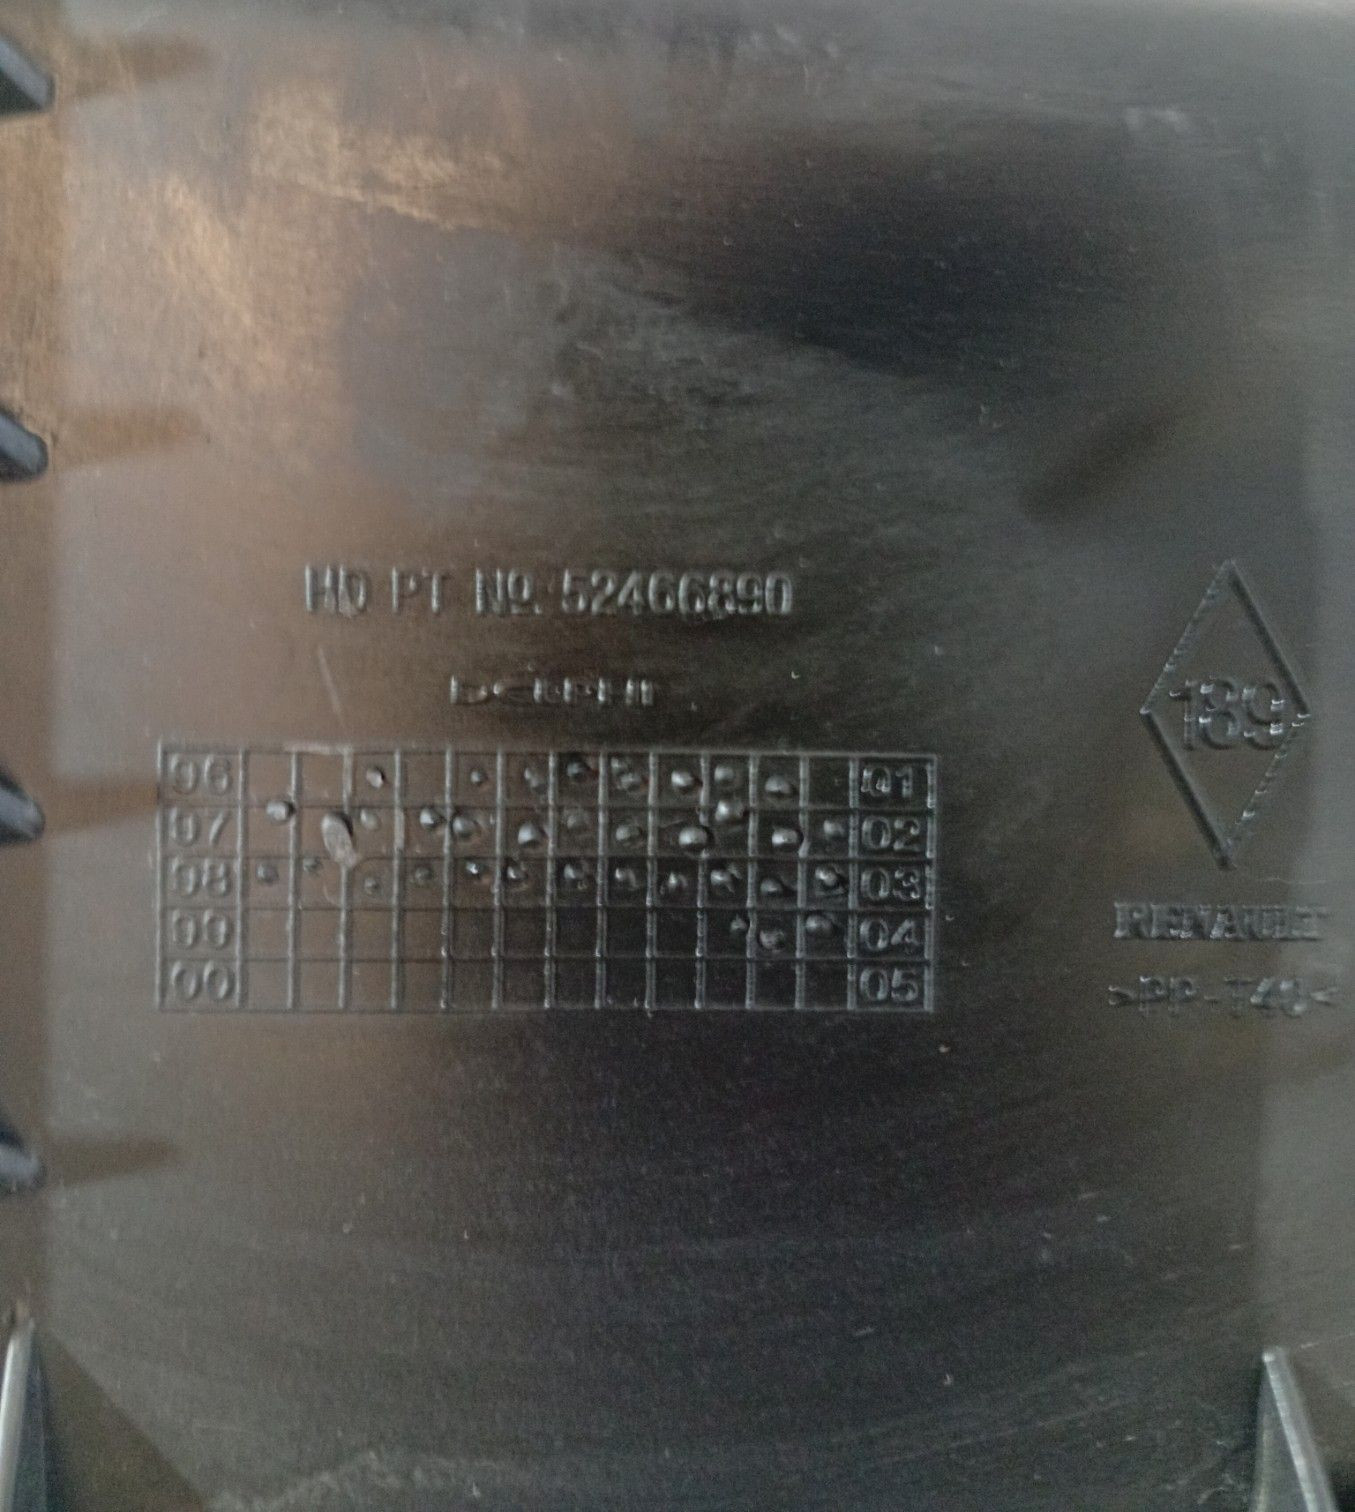 HD PT NO. 52466890
DELPHI
96 01
97 02
98 03
99 04
00 05
189
RENAULT
>PP-T40<